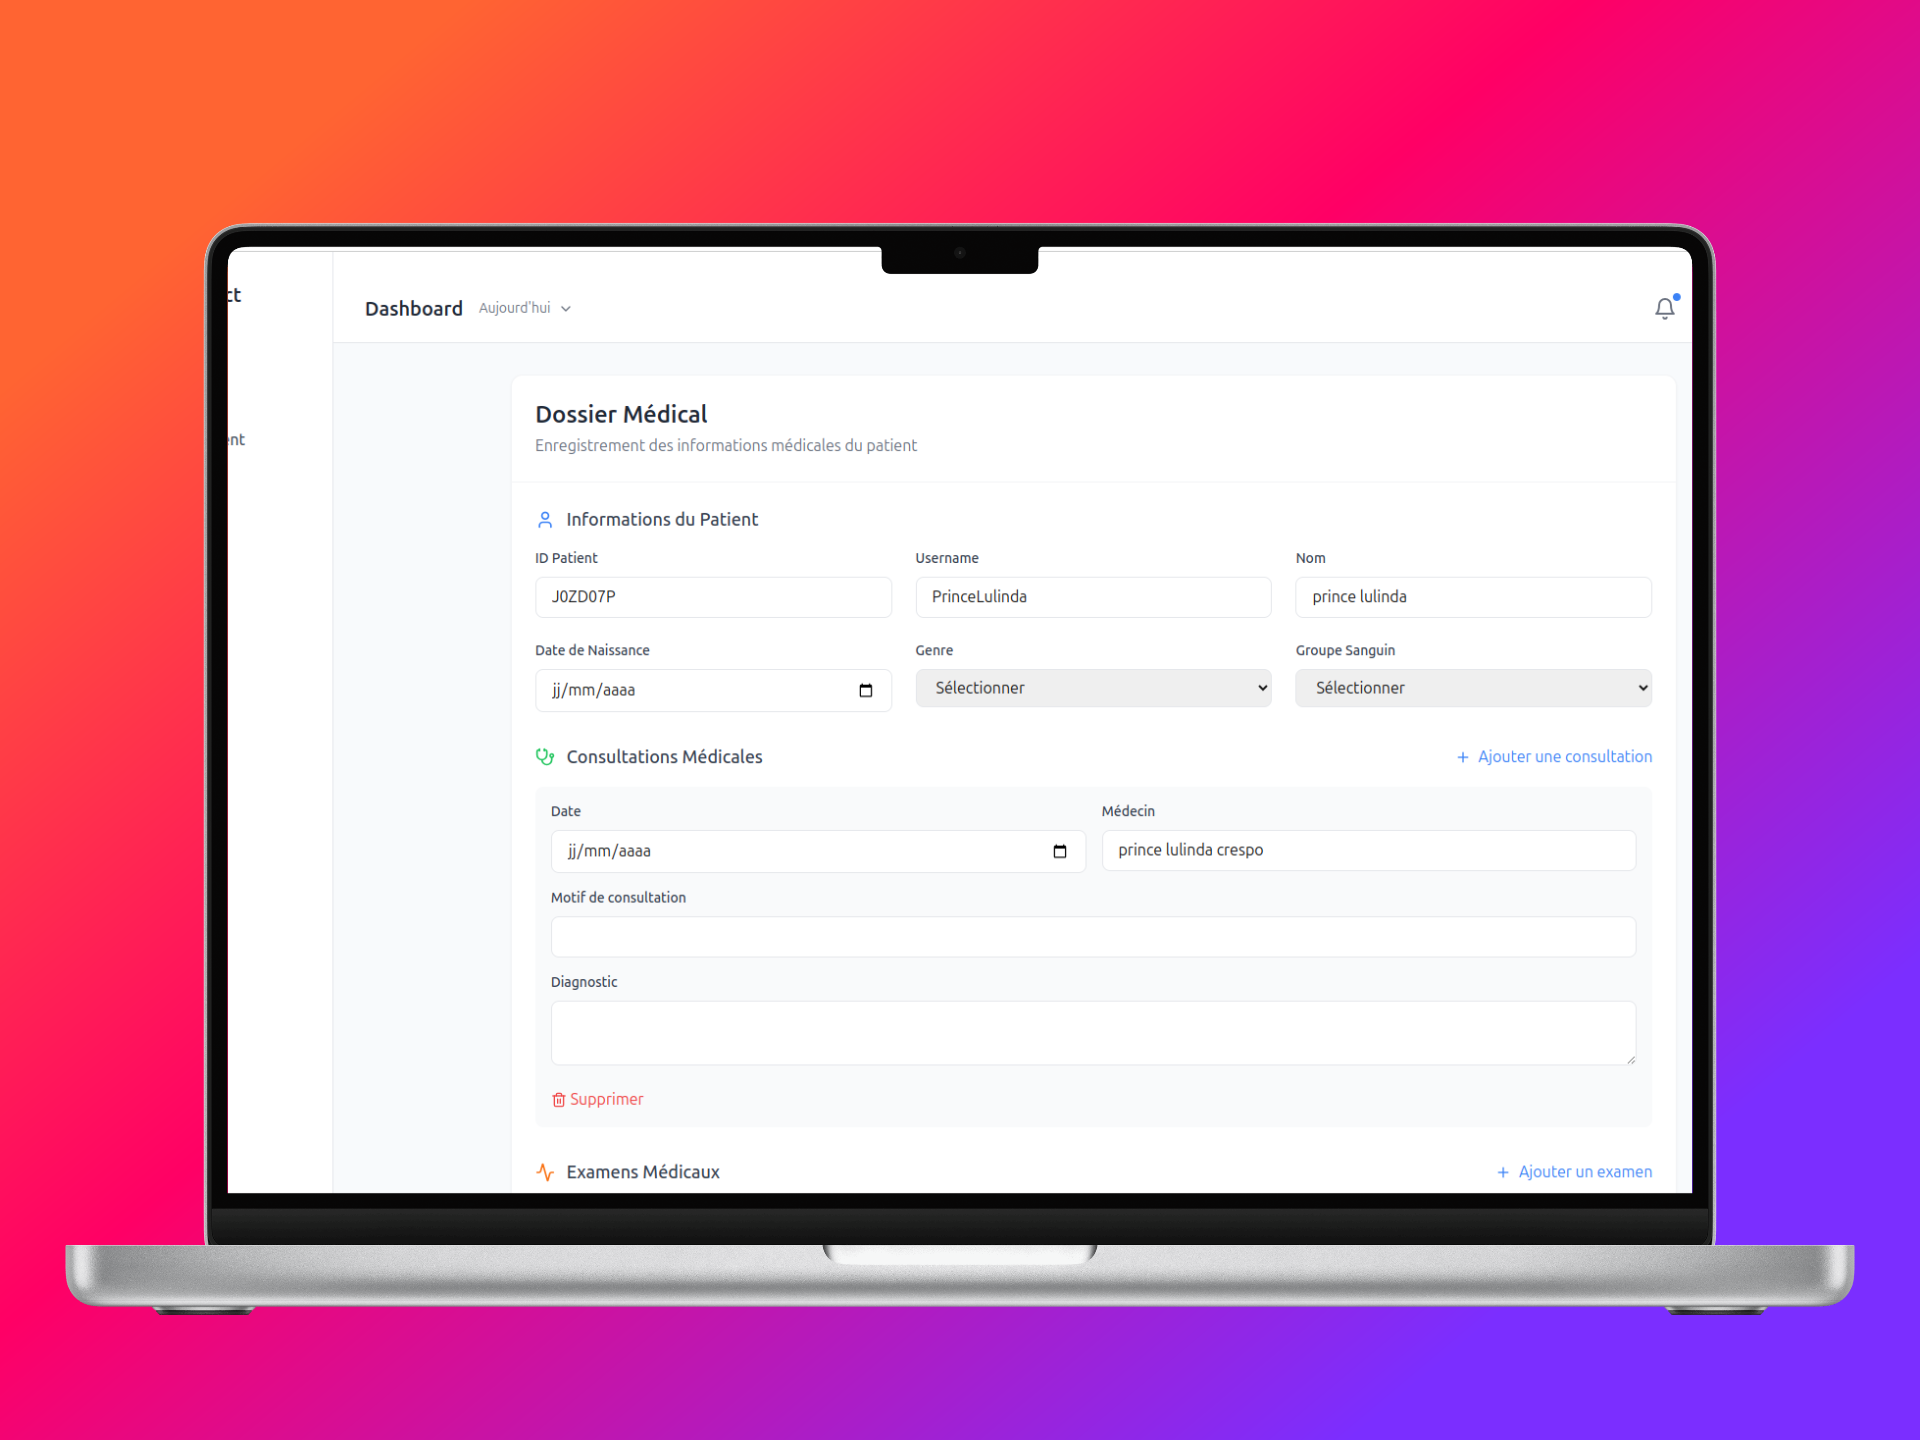 ct
Dashboard Aujourd'hui
ent
Dossier Médical
Enregistrement des informations médicales du patient
Informations du Patient
ID Patient Username Nom
J0ZD07P PrinceLulinda prince lulinda
Date de Naissance Genre Groupe Sanguin
jj/mm/aaaa Sélectionner Sélectionner
Consultations Médicales + Ajouter une consultation
Date Médecin
jj/mm/aaaa prince lulinda crespo
Motif de consultation
Diagnostic
Supprimer
Examens Médicaux + Ajouter un examen